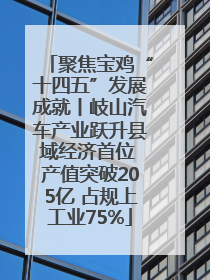 「聚焦宝鸡“
十四五”发展
成就丨岐山汽
车产业跃升县
域经济首位
产值突破20
5亿 占规上
工业75%」